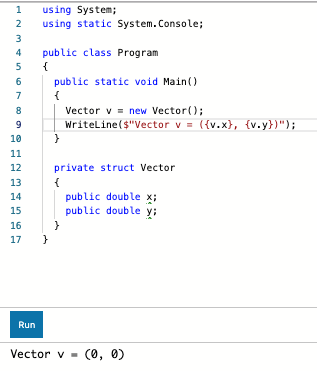 1 using System;
2 using static System.Console;
3
4 public class Program
5 {
6 public static void Main()
7 {
8 Vector v = new Vector();
9 WriteLine($"Vector v = ({v.x}, {v.y})");
10 }
11
12 private struct Vector
13 {
14 public double x;
15 public double y;
16 }
17 }
Run
Vector v = (0, 0)